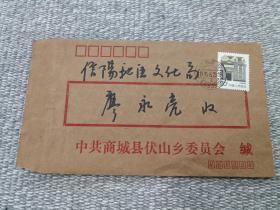 信阳地区文化局
廖永亮 收
中共商城县伏山乡委员会 缄